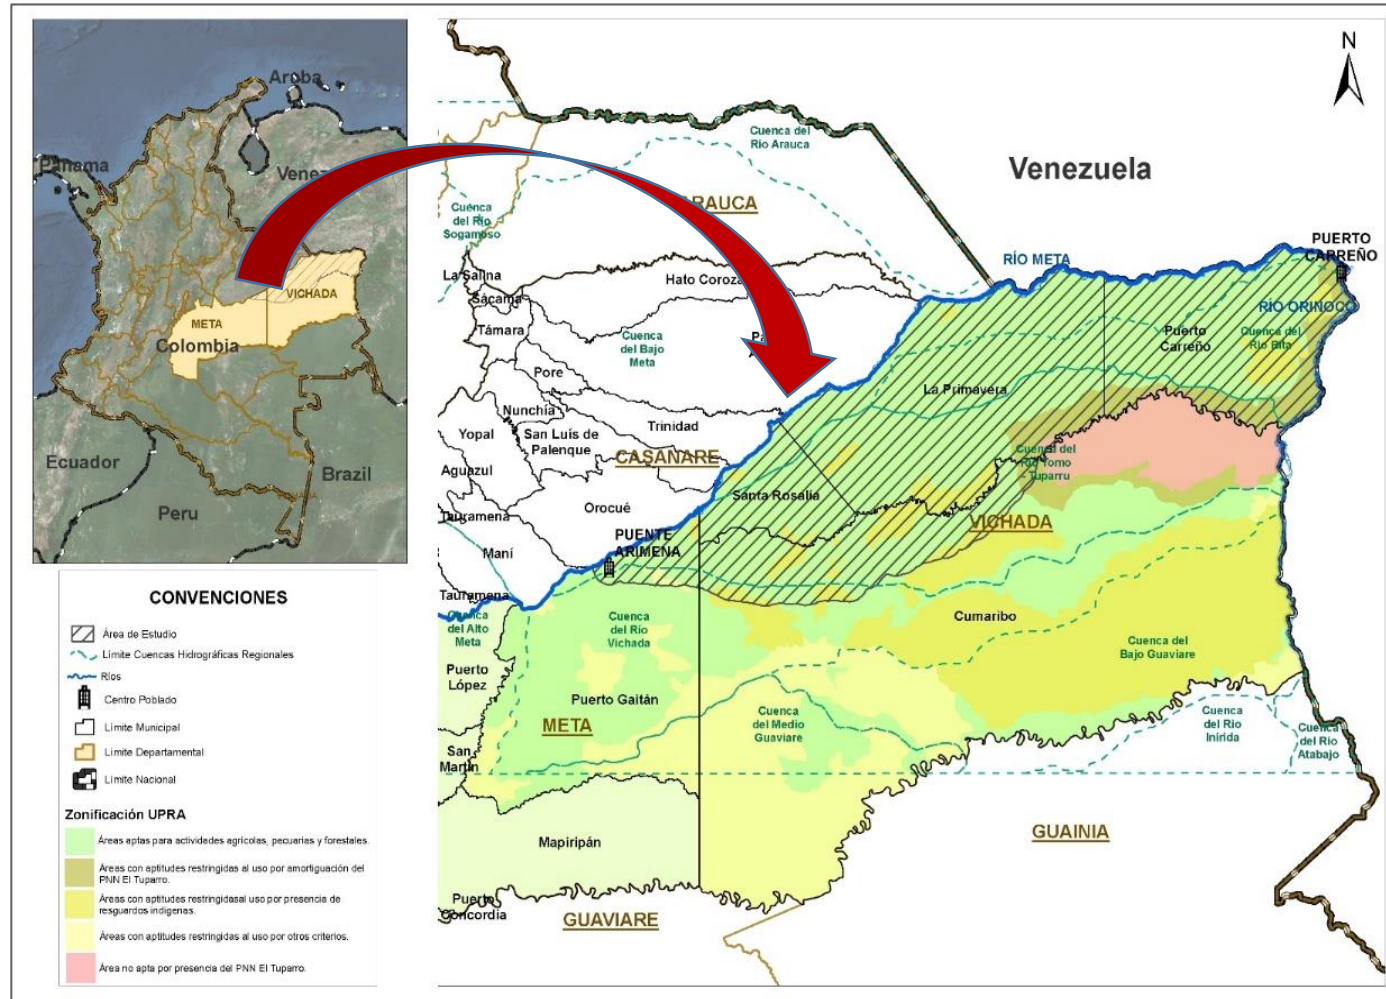 Aruba
Panama
VICHADA
META
Colombia
Ecuador
Brazil
Peru
CONVENCIONES
Área de Estudio
Límite Cuencas Hidrográficas Regionales
Ríos
Centro Poblado
Límite Municipal
Límite Departamental
Límite Nacional
Zonificación UPRA
Áreas aptas para actividades agrícolas, pecuarias y forestales.
Áreas con aptitudes restringidas al uso por amortiguación del
PNN El Tuparro.
Áreas con aptitudes restringidasal uso por presencia de
resguardos indígenas.
Áreas con aptitudes restringidas al uso por otros criterios.
Área no apta por presencia del PNN El Tuparro.
N
Cuenca del
Río Arauca
Venezuela
Cuenca
del Río
Sogamoso
PUERTO
CARREÑO
RÍO META
La Salina
Hato Coroza
Sácama
RÍO ORINOCO
Támara
Cuenca
del Bajo
Meta
Puerto
Carreño
Cuenca del
Río Bita
Pore
La Primavera
Nunchía
Trinidad
Yopal
San Luís de
Palenque
CASANARE
Cuenca del
Río Tomo
- Tuparru
Aguazul
Santa Rosalía
Orocué
Tauramena
VICHADA
PUENTE
ARIMENA
Maní
Tauramena
Cuenca
del Alto
Meta
Cuenca
del Río
Vichada
Cumaribo
Cuenca del
Bajo Guaviare
Puerto
López
Puerto Gaitán
META
Cuenca
del Medio
Guaviare
Cuenca
del Río
Inírida
Cuenca
del Río
Atabajo
San
Martín
Mapiripán
GUAINIA
Puerto
Concordia
GUAVIARE